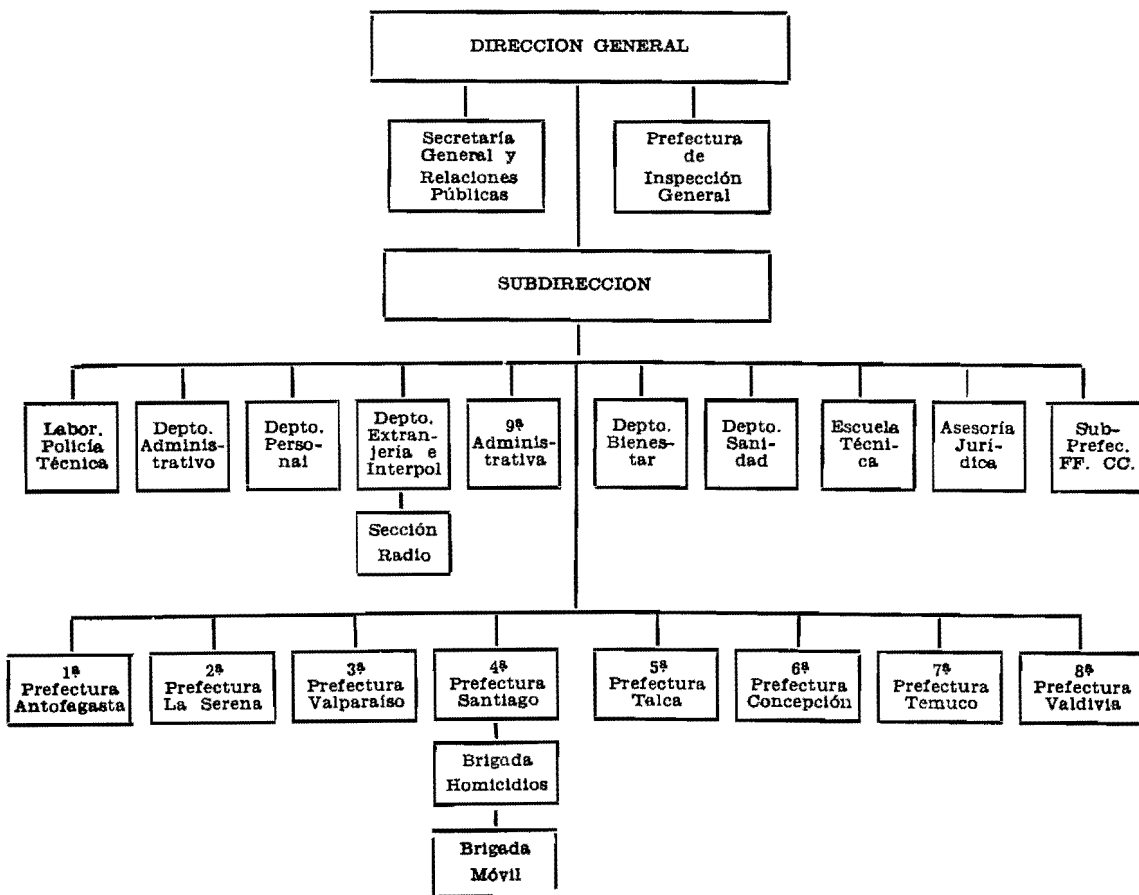 DIRECCION GENERAL
Secretaría
General y
Relaciones
Públicas
Prefectura
de
Inspección
General
SUBDIRECCION
Labor.
Policía
Técnica
Depto.
Adminis-
trativo
Depto.
Perso-
nal
Depto.
Extran-
jeria e
Interpol
9ª
Adminis-
trativa
Depto.
Bienes-
tar
Depto.
Sani-
dad
Escuela
Técni-
ca
Asesoría
Jurí-
dica
Sub-
Prefec.
FF. CC.
Sección
Radio
1ª
Prefectura
Antofagasta
2ª
Prefectura
La Serena
3ª
Prefectura
Valparaíso
4ª
Prefectura
Santiago
5ª
Prefectura
Talca
6ª
Prefectura
Concepción
7ª
Prefectura
Temuco
8ª
Prefectura
Valdivia
Brigada
Homicidios
Brigada
Móvil